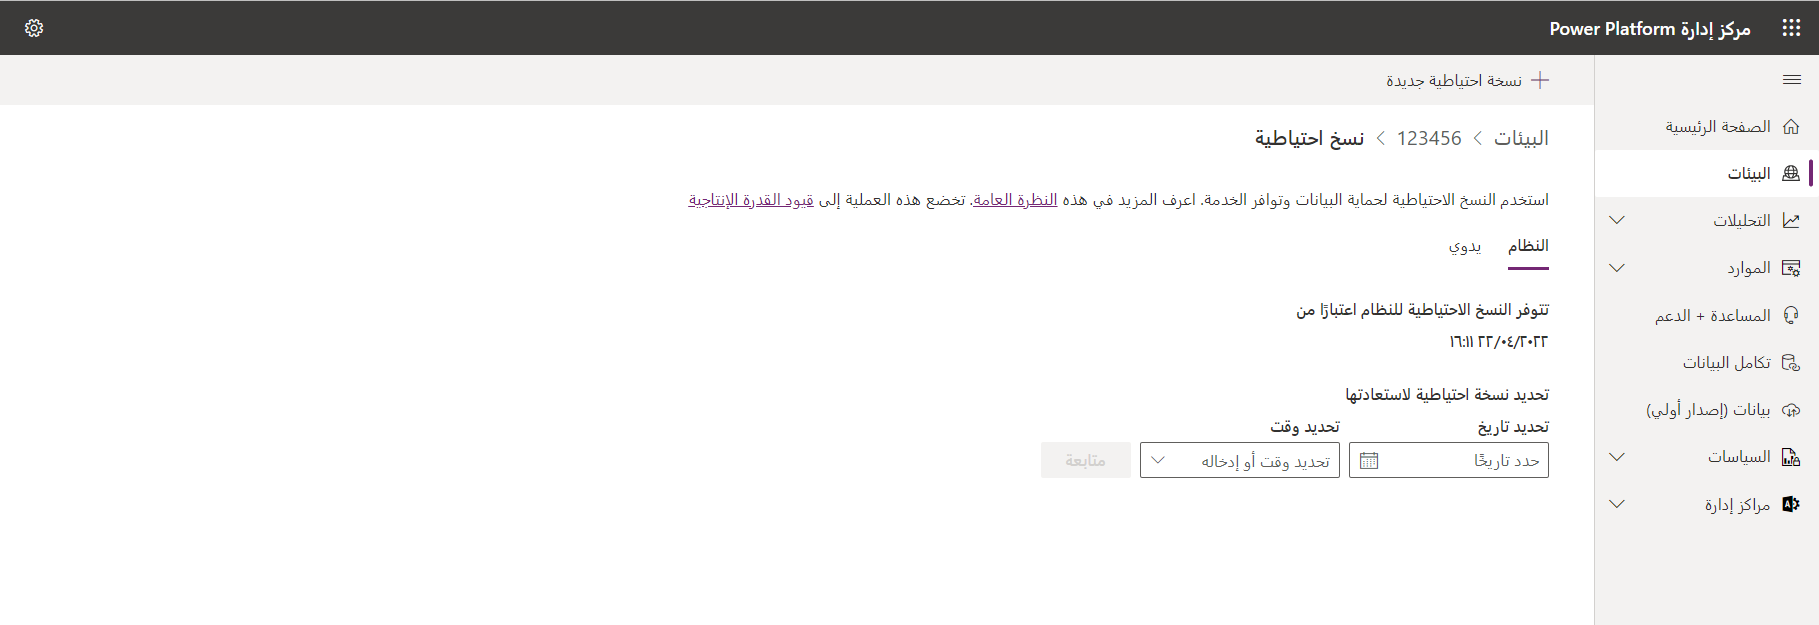 مركز إدارة Power Platform
نسخة احتياطية جديدة
الصفحة الرئيسية
البيئات
التحليلات
الموارد
المساعدة + الدعم
تكامل البيانات
بيانات (إصدار أولي)
السياسات
مراكز إدارة
البيئات > 123456 > نسخ احتياطية
استخدم النسخ الاحتياطية لحماية البيانات وتوافر الخدمة. اعرف المزيد في هذه النظرة العامة. تخضع هذه العملية إلى قيود القدرة الإنتاجية
النظام يدوي
تتوفر النسخ الاحتياطية للنظام اعتبارًا من
٢٢/٠٤/٢٠٢٢ ١٦:١١
تحديد نسخة احتياطية لاستعادتها
تحديد تاريخ تحديد وقت
حدد تاريخًا تحديد وقت أو إدخاله متابعة